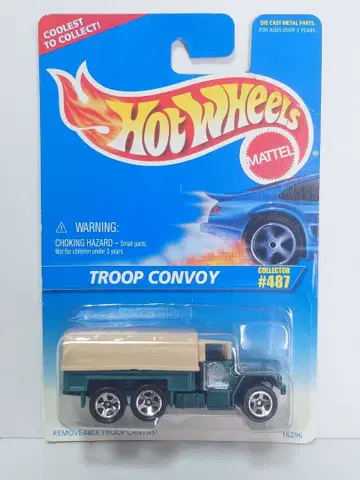 COOLEST
TO COLLECT!
DIE CAST METAL PARTS.
FOR AGES OVER 3 YEARS.
Hot Wheels
MATTEL
®
WARNING:
CHOKING HAZARD – Small parts.
Not for children under 3 years.
TROOP CONVOY
COLLECTOR
#487
REMOVEABLE TROOP CANVAS!
16296